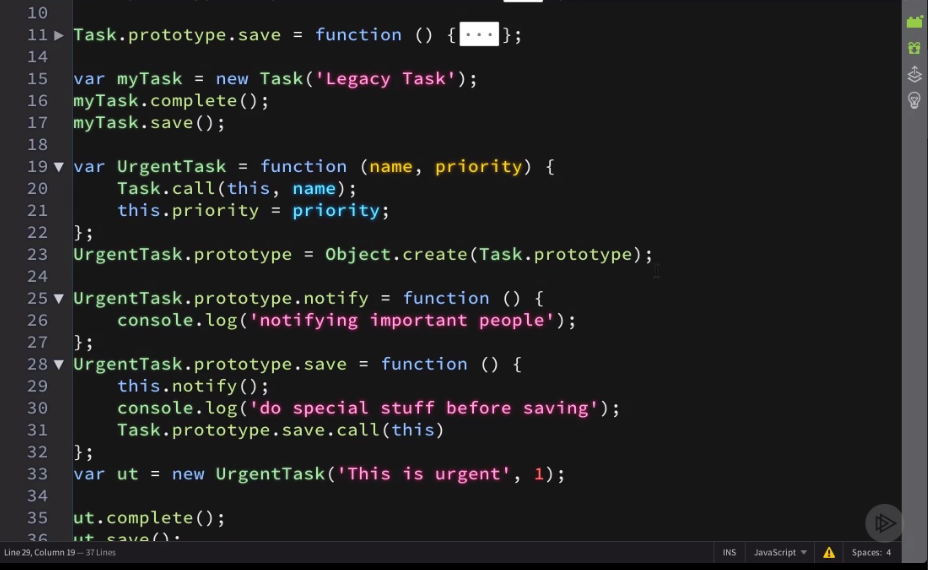 10
11 Task.prototype.save = function () {...};
14
15 var myTask = new Task('Legacy Task');
16 myTask.complete();
17 myTask.save();
18
19 var UrgentTask = function (name, priority) {
20     Task.call(this, name);
21     this.priority = priority;
22 };
23 UrgentTask.prototype = Object.create(Task.prototype);
24
25 UrgentTask.prototype.notify = function () {
26     console.log('notifying important people');
27 };
28 UrgentTask.prototype.save = function () {
29     this.notify();
30     console.log('do special stuff before saving');
31     Task.prototype.save.call(this)
32 };
33 var ut = new UrgentTask('This is urgent', 1);
34
35 ut.complete();
36 ut.save();
Line 29, Column 19 — 37 Lines INS JavaScript Spaces: 4